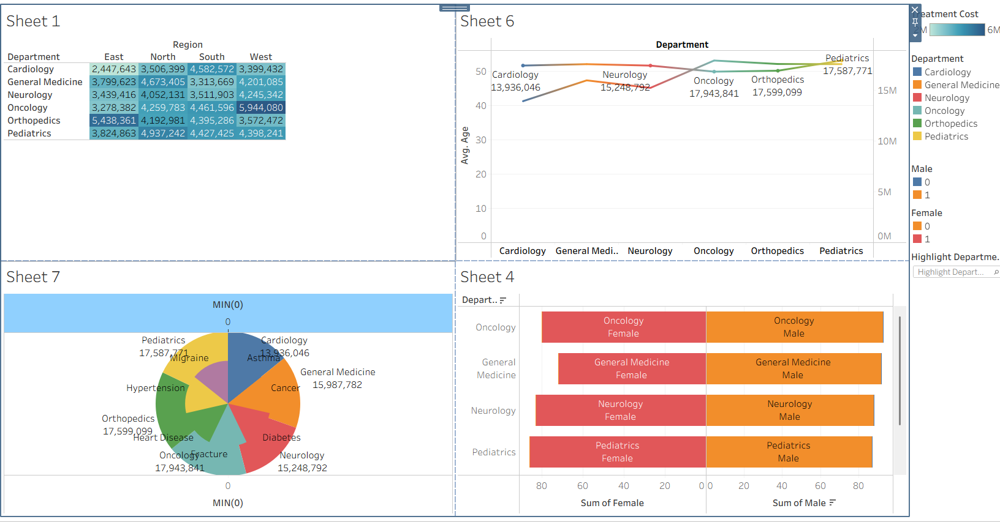 Sheet 1
Region
Department East North South West
Cardiology 2,447,643 3,506,399 4,582,572 3,399,432
General Medicine 3,799,623 4,673,405 3,313,669 4,201,085
Neurology 3,439,416 4,052,131 3,511,903 4,245,342
Oncology 3,278,382 4,259,783 4,461,596 5,944,080
Orthopedics 5,438,361 4,192,981 4,395,286 3,572,472
Pediatrics 3,824,863 4,937,242 4,427,425 4,398,241
Sheet 6
Department
50
40
30
20
10
0
Avg. Age
Cardiology
13,936,046
Neurology
15,248,792
Oncology
17,943,841
Orthopedics
17,599,099
Pediatrics
17,587,771
15M
10M
5M
0M
Cardiology General Medi.. Neurology Oncology Orthopedics Pediatrics
Treatment Cost
2M 6M
Department
Cardiology
General Medicine
Neurology
Oncology
Orthopedics
Pediatrics
Male
0
1
Female
0
1
Highlight Departme..
Highlight Depart...
Sheet 7
MIN(0)
0
Pediatrics
17,587,771
Migraine
Cardiology
13,936,046
Asthma
General Medicine
15,987,782
Cancer
Hypertension
Orthopedics
17,599,099
Heart Disease
Diabetes
Oncology
17,943,841
Fracture
Neurology
15,248,792
0
MIN(0)
Sheet 4
Depart..
Oncology
Oncology
Female
Oncology
Male
General
Medicine
General Medicine
Female
General Medicine
Male
Neurology
Neurology
Female
Neurology
Male
Pediatrics
Pediatrics
Female
Pediatrics
Male
80 60 40 20 0 0 20 40 60 80
Sum of Female Sum of Male